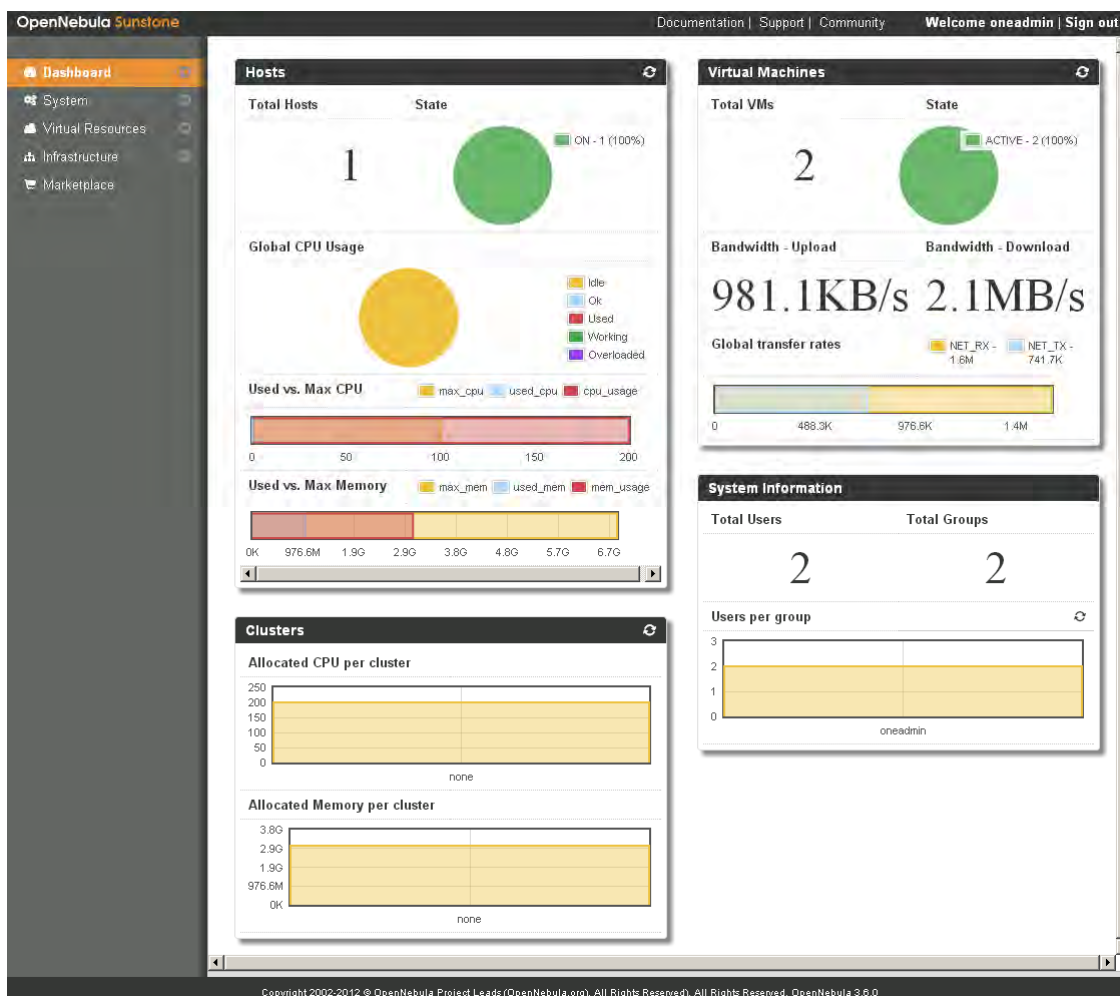 OpenNebula Sunstone
Documentation | Support | Community
Welcome oneadmin | Sign out
Dashboard
System
Virtual Resources
Infrastructure
Marketplace
Hosts
Total Hosts State
1
ON - 1 (100%)
Global CPU Usage
Idle
Ok
Used
Working
Overloaded
Used vs. Max CPU max_cpu used_cpu cpu_usage
0 50 100 150 200
Used vs. Max Memory max_mem used_mem mem_usage
0K 976.6M 1.9G 2.9G 3.8G 4.8G 5.7G 6.7G
Clusters
Allocated CPU per cluster
250
200
150
100
50
0
none
Allocated Memory per cluster
3.8G
2.9G
1.9G
976.6M
0K
none
Virtual Machines
Total VMs State
2
ACTIVE - 2 (100%)
Bandwidth - Upload Bandwidth - Download
981.1KB/s 2.1MB/s
Global transfer rates
NET_RX - 1.6M
NET_TX - 741.7K
0 488.3K 976.6K 1.4M
System Information
Total Users Total Groups
2 2
Users per group
3
2
1
0
oneadmin
Copyright 2002-2012 © OpenNebula Project Leads (OpenNebula.org). All Rights Reserved). All Rights Reserved. OpenNebula 3.6.0